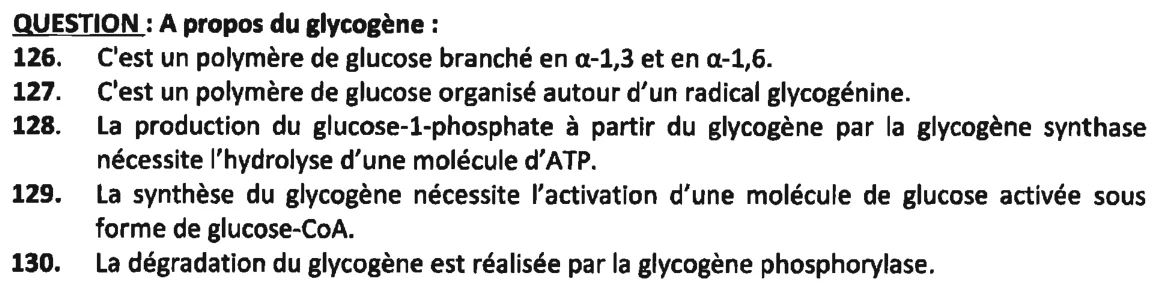 QUESTION : A propos du glycogène :
126. C'est un polymère de glucose branché en α-1,3 et en α-1,6.
127. C'est un polymère de glucose organisé autour d'un radical glycogénine.
128. La production du glucose-1-phosphate à partir du glycogène par la glycogène synthase
nécessite l'hydrolyse d'une molécule d'ATP.
129. La synthèse du glycogène nécessite l'activation d'une molécule de glucose activée sous
forme de glucose-CoA.
130. La dégradation du glycogène est réalisée par la glycogène phosphorylase.